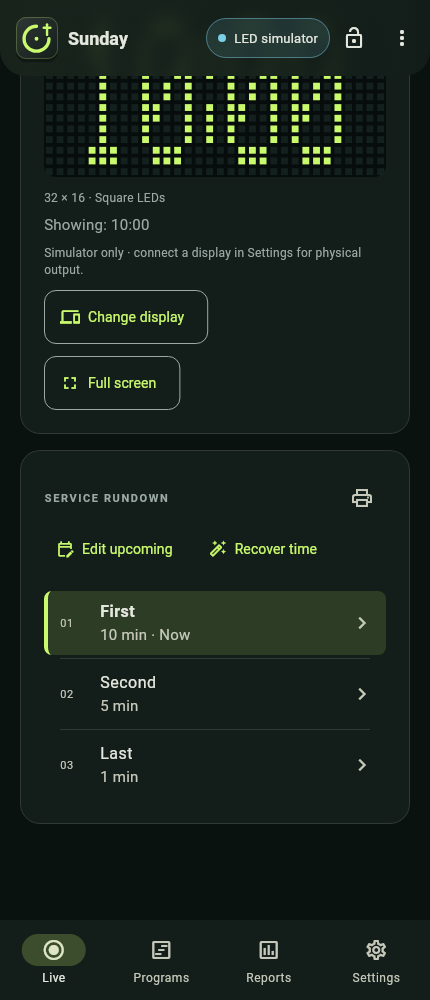 Sunday
LED simulator
10:00
32 × 16 · Square LEDs
Showing: 10:00
Simulator only · connect a display in Settings for physical
output.
Change display
Full screen
SERVICE RUNDOWN
Edit upcoming
Recover time
01
First
10 min · Now
02
Second
5 min
03
Last
1 min
Live
Programs
Reports
Settings